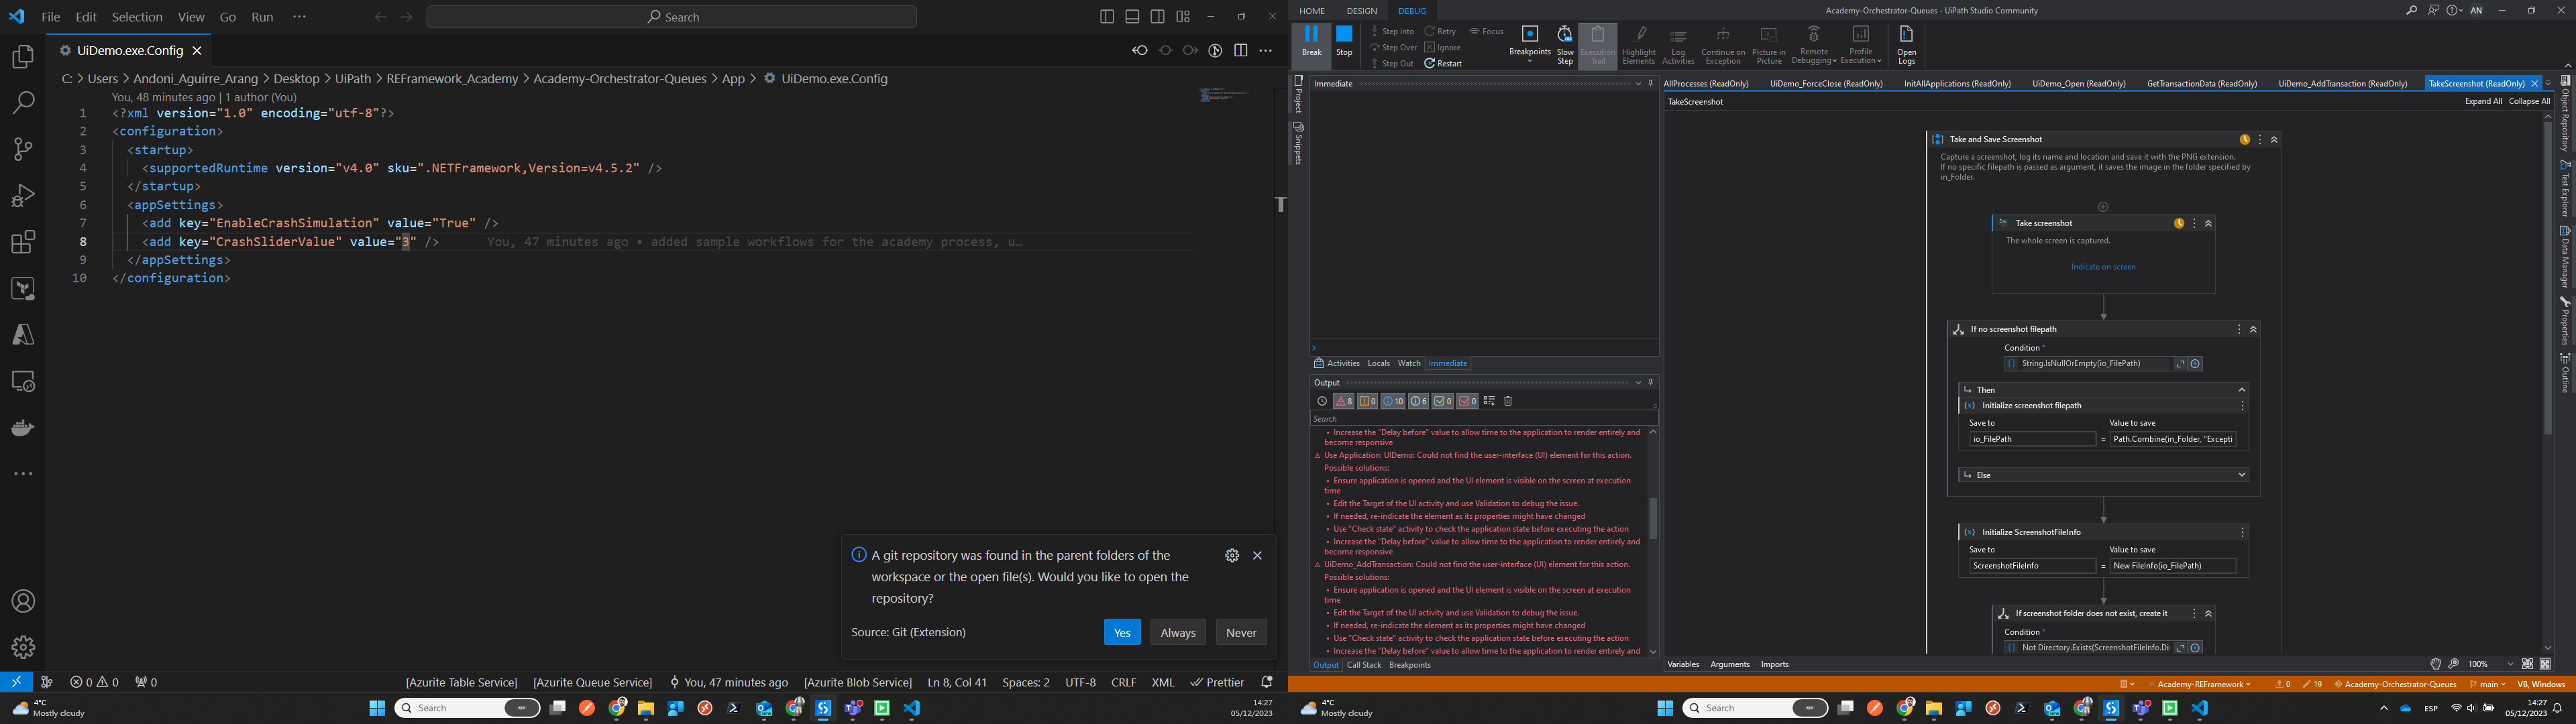 File Edit Selection View Go Run ···
Search
UiDemo.exe.Config
C: > Users > Andoni_Aguirre_Arang > Desktop > UiPath > REFramework_Academy > Academy-Orchestrator-Queues > App > UiDemo.exe.Config
You, 48 minutes ago | 1 author (You)
1 <?xml version="1.0" encoding="utf-8"?>
2 <configuration>
3 <startup>
4 <supportedRuntime version="v4.0" sku=".NETFramework,Version=v4.5.2" />
5 </startup>
6 <appSettings>
7 <add key="EnableCrashSimulation" value="True" />
8 <add key="CrashSliderValue" value="3" /> You, 47 minutes ago • added sample workflows for the academy process, u…
9 </appSettings>
10 </configuration>
A git repository was found in the parent folders of the
workspace or the open file(s). Would you like to open the
repository?
Source: Git (Extension)
Yes Always Never
0 0 0 [Azurite Table Service] [Azurite Queue Service] You, 47 minutes ago [Azurite Blob Service] Ln 8, Col 41 Spaces: 2 UTF-8 CRLF XML Prettier
4°C
Mostly cloudy
Search
14:27
05/12/2023
HOME DESIGN DEBUG
Academy-Orchestrator-Queues - UiPath Studio Community
AN
Break Stop
Step Into Retry Focus
Step Over Ignore
Step Out Restart
Breakpoints
Slow Step
Execution Trail
Highlight Elements
Log Activities
Continue on Exception
Picture in Picture
Remote Debugging
Profile Execution
Open Logs
Project
Snippets
Immediate
Activities Locals Watch Immediate
Output
8 0 10 6 0 0
Search
• Increase the "Delay before" value to allow time to the application to render entirely and
become responsive
Use Application: UIDemo: Could not find the user-interface (UI) element for this action.
Possible solutions:
• Ensure application is opened and the UI element is visible on the screen at execution
time
• Edit the Target of the UI activity and use Validation to debug the issue.
• If needed, re-indicate the element as its properties might have changed
• Use "Check state" activity to check the application state before executing the action
• Increase the "Delay before" value to allow time to the application to render entirely and
become responsive
UiDemo_AddTransaction: Could not find the user-interface (UI) element for this action.
Possible solutions:
• Ensure application is opened and the UI element is visible on the screen at execution
time
• Edit the Target of the UI activity and use Validation to debug the issue.
• If needed, re-indicate the element as its properties might have changed
• Use "Check state" activity to check the application state before executing the action
• Increase the "Delay before" value to allow time to the application to render entirely and
Output Call Stack Breakpoints
AllProcesses (ReadOnly) UiDemo_ForceClose (ReadOnly) InitAllApplications (ReadOnly) UiDemo_Open (ReadOnly) GetTransactionData (ReadOnly) UiDemo_AddTransaction (ReadOnly) TakeScreenshot (ReadOnly)
TakeScreenshot
Expand All Collapse All
Take and Save Screenshot
Capture a screenshot, log its name and location and save it with the PNG extension.
If no specific filepath is passed as argument, it saves the image in the folder specified by
in_Folder.
Take screenshot
The whole screen is captured.
Indicate on screen
If no screenshot filepath
Condition *
String.IsNullOrEmpty(io_FilePath)
Then
Initialize screenshot filepath
Save to Value to save
io_FilePath = Path.Combine(in_Folder, "Excepti
Else
Initialize ScreenshotFileInfo
Save to Value to save
ScreenshotFileInfo = New FileInfo(io_FilePath)
If screenshot folder does not exist, create it
Condition *
Not Directory.Exists(ScreenshotFileInfo.Di
Variables Arguments Imports
100%
Object Repository
Test Explorer
Data Manager
Properties
Outline
Academy-REFramework 0 19 Academy-Orchestrator-Queues main VB, Windows
4°C
Mostly cloudy
Search
ESP
14:27
05/12/2023